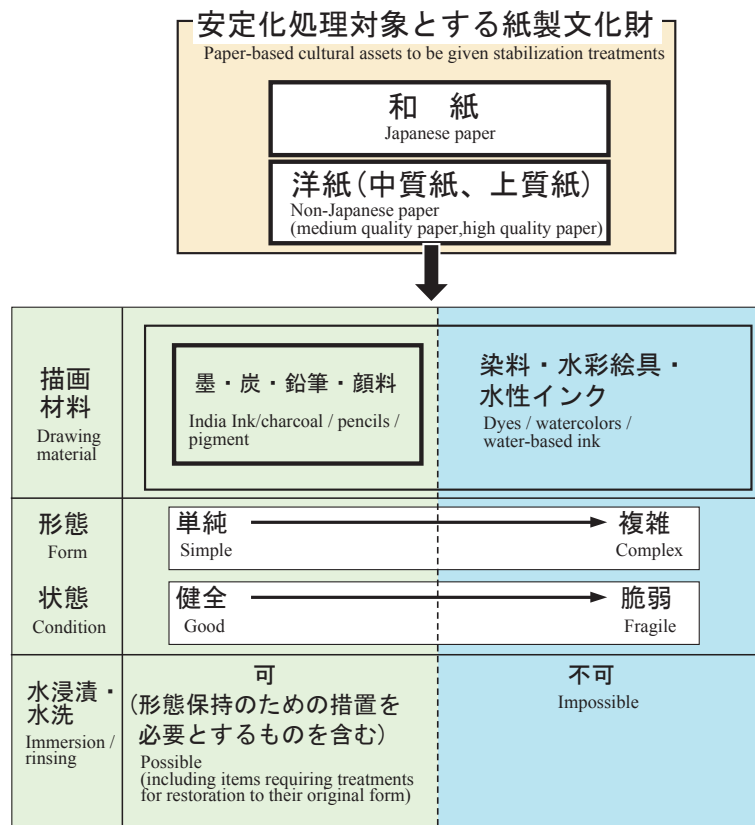 安定化処理対象とする紙製文化財
Paper-based cultural assets to be given stabilization treatments
和 紙
Japanese paper
洋紙（中質紙、上質紙）
Non-Japanese paper
(medium quality paper,high quality paper)
描画
材料
Drawing
material
墨・炭・鉛筆・顔料
India Ink/charcoal / pencils /
pigment
染料・水彩絵具・
水性インク
Dyes / watercolors /
water-based ink
形態
Form
単純
Simple
複雑
Complex
状態
Condition
健全
Good
脆弱
Fragile
水浸漬・
水洗
Immersion /
rinsing
可
（形態保持のための措置を
必要とするものを含む）
Possible
(including items requiring treatments
for restoration to their original form)
不可
Impossible